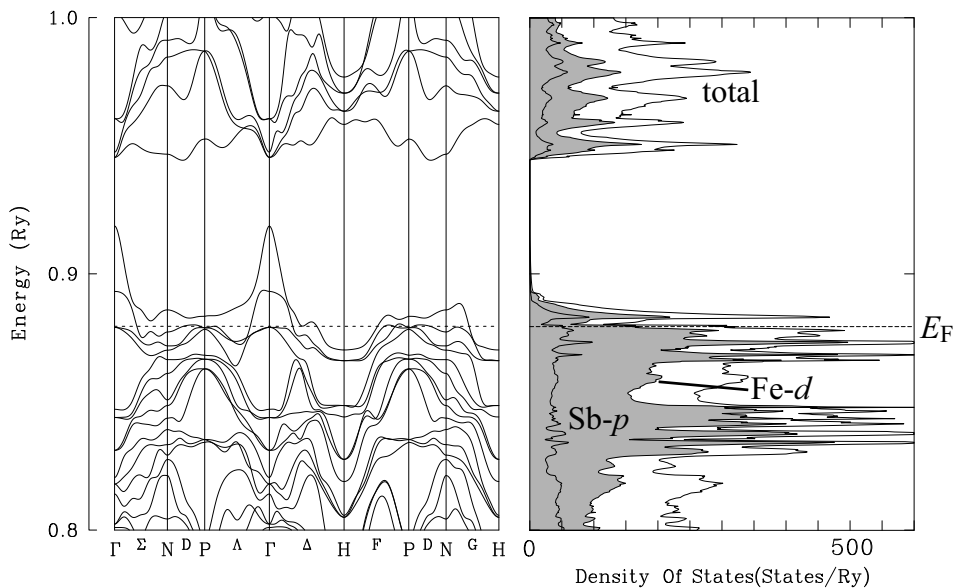 1.0
0.9
0.8
Energy (Ry)
Γ Σ N D P Λ Γ Δ H F P D N G H
total
E_F
Fe-d
Sb-p
0 500
Density Of States(States/Ry)